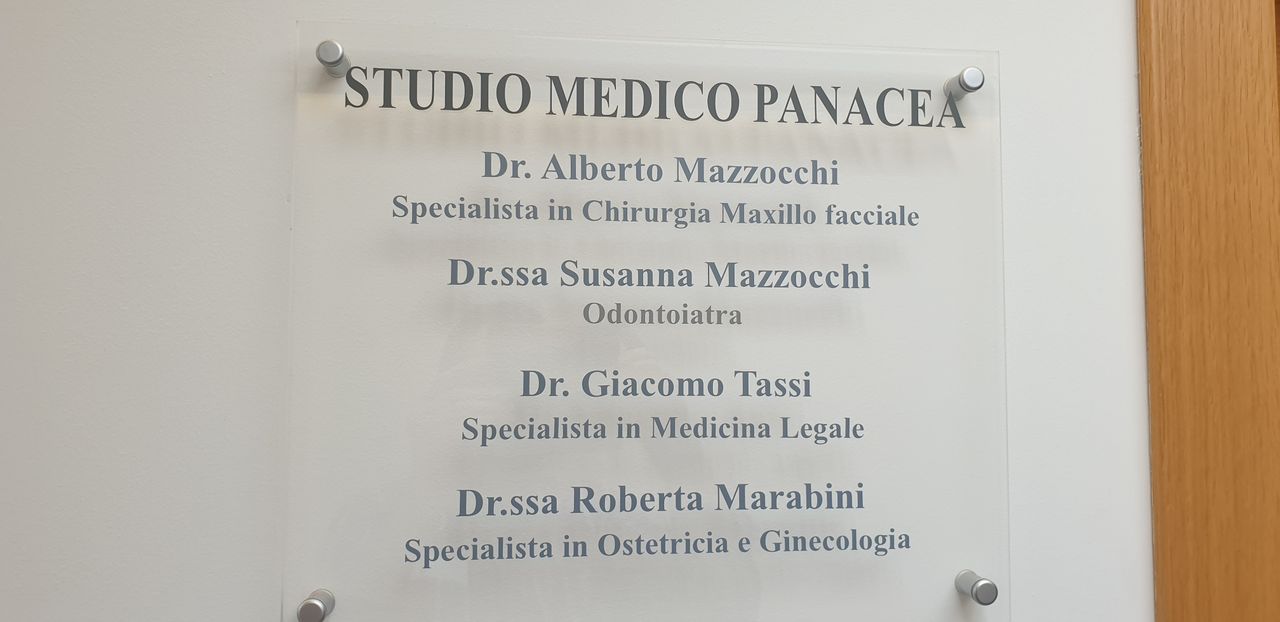 STUDIO MEDICO PANACEA
Dr. Alberto Mazzocchi
Specialista in Chirurgia Maxillo facciale
Dr.ssa Susanna Mazzocchi
Odontoiatra
Dr. Giacomo Tassi
Specialista in Medicina Legale
Dr.ssa Roberta Marabini
Specialista in Ostetricia e Ginecologia